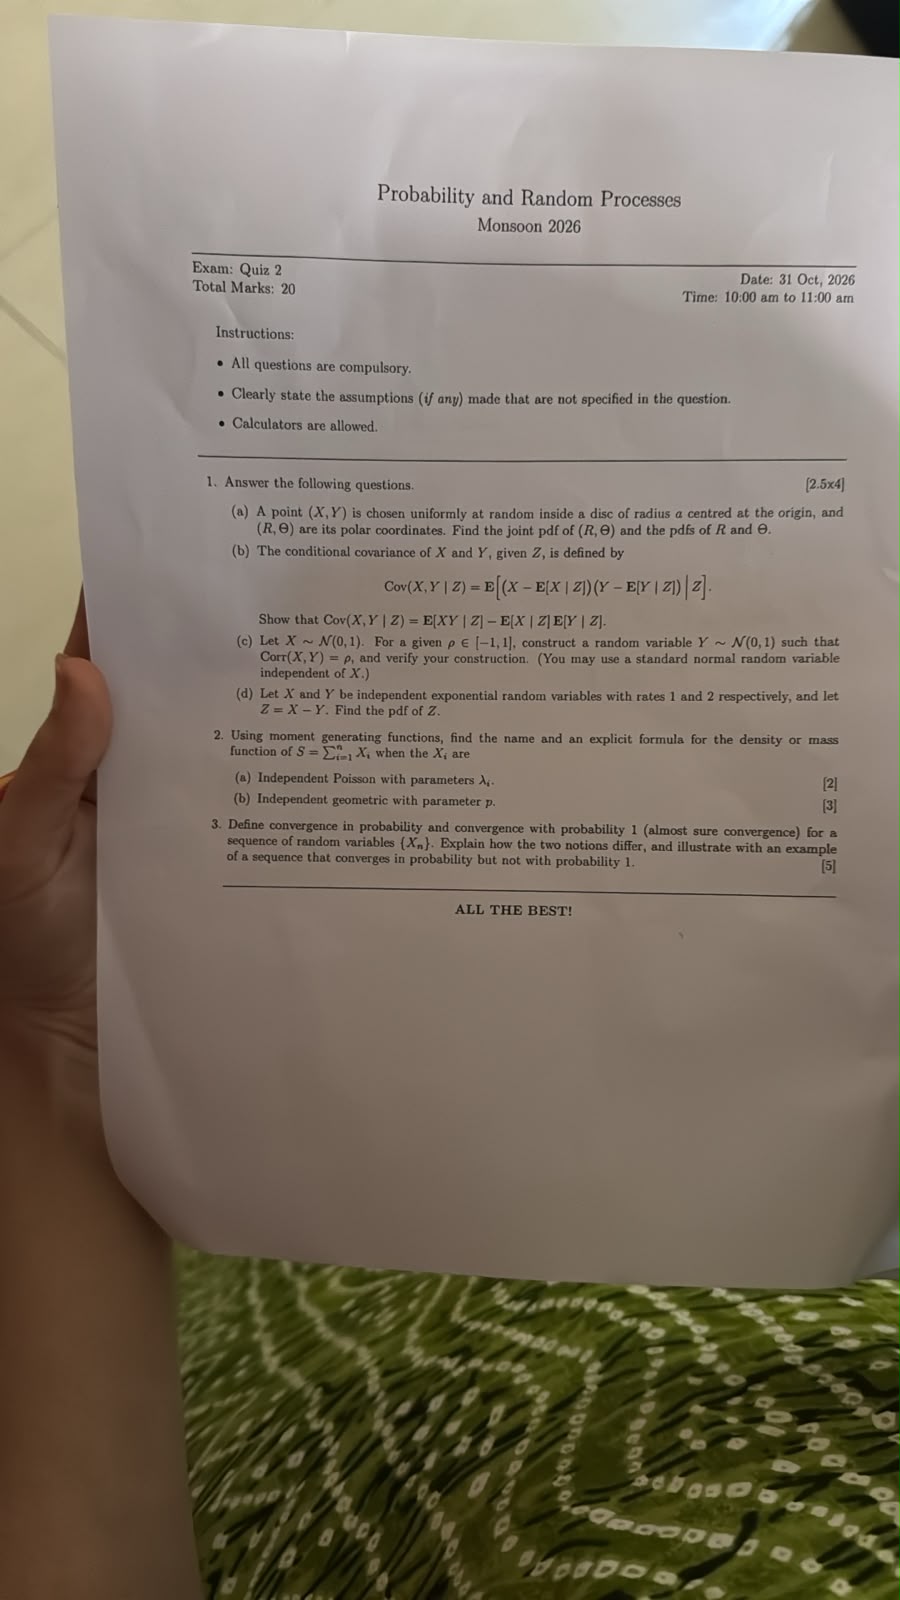 Probability and Random Processes
Monsoon 2026
Exam: Quiz 2
Total Marks: 20
Date: 31 Oct, 2026
Time: 10:00 am to 11:00 am
Instructions:
• All questions are compulsory.
• Clearly state the assumptions (if any) made that are not specified in the question.
• Calculators are allowed.
1. Answer the following questions. [2.5x4]
(a) A point (X, Y) is chosen uniformly at random inside a disc of radius a centred at the origin, and
(R, Θ) are its polar coordinates. Find the joint pdf of (R, Θ) and the pdfs of R and Θ.
(b) The conditional covariance of X and Y, given Z, is defined by
Cov(X, Y | Z) = E[(X − E[X | Z])(Y − E[Y | Z]) | Z].
Show that Cov(X, Y | Z) = E[XY | Z] − E[X | Z] E[Y | Z].
(c) Let X ∼ N(0, 1). For a given ρ ∈ [−1, 1], construct a random variable Y ∼ N(0, 1) such that
Corr(X, Y) = ρ, and verify your construction. (You may use a standard normal random variable
independent of X.)
(d) Let X and Y be independent exponential random variables with rates 1 and 2 respectively, and let
Z = X − Y. Find the pdf of Z.
2. Using moment generating functions, find the name and an explicit formula for the density or mass
function of S = ∑ⁿᵢ₌₁ Xᵢ when the Xᵢ are
(a) Independent Poisson with parameters λᵢ. [2]
(b) Independent geometric with parameter p. [3]
3. Define convergence in probability and convergence with probability 1 (almost sure convergence) for a
sequence of random variables {Xₙ}. Explain how the two notions differ, and illustrate with an example
of a sequence that converges in probability but not with probability 1. [5]
ALL THE BEST!